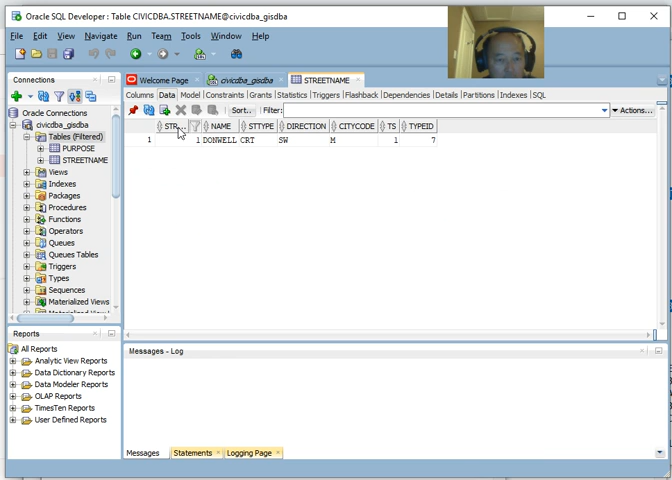 Oracle SQL Developer : Table CIVICDBA.STREETNAME@civicdba_gisdba
File Edit View Navigate Run Team Tools Window Help
Connections
Oracle Connections
civicdba_gisdba
Tables (Filtered)
PURPOSE
STREETNAME
Views
Indexes
Packages
Procedures
Functions
Operators
Queues
Queues Tables
Triggers
Types
Sequences
Materialized Views
Welcome Page civicdba_gisdba STREETNAME
Columns Data Model Constraints Grants Statistics Triggers Flashback Dependencies Details Partitions Indexes SQL
Sort.. Filter: Actions...
STR... NAME STTYPE DIRECTION CITYCODE TS TYPEID
1 1 DONWELL CRT SW M 1 7
Reports
All Reports
Analytic View Reports
Data Dictionary Reports
Data Modeler Reports
OLAP Reports
TimesTen Reports
User Defined Reports
Messages - Log
Messages Statements Logging Page